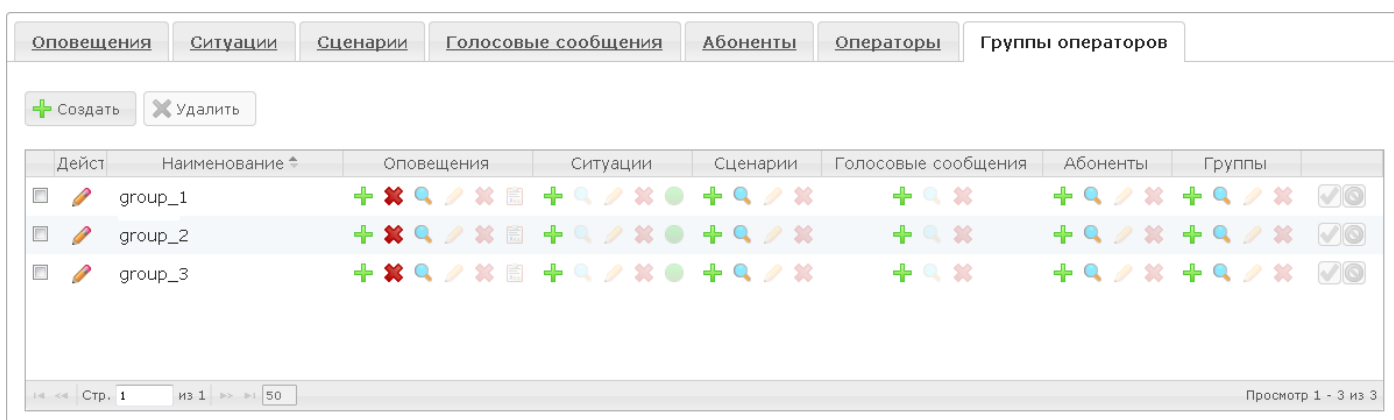 Оповещения Ситуации Сценарии Голосовые сообщения Абоненты Операторы Группы операторов
Создать Удалить
Дейст Наименование Оповещения Ситуации Сценарии Голосовые сообщения Абоненты Группы
group_1
group_2
group_3
Стр. 1 из 1 50 Просмотр 1 - 3 из 3